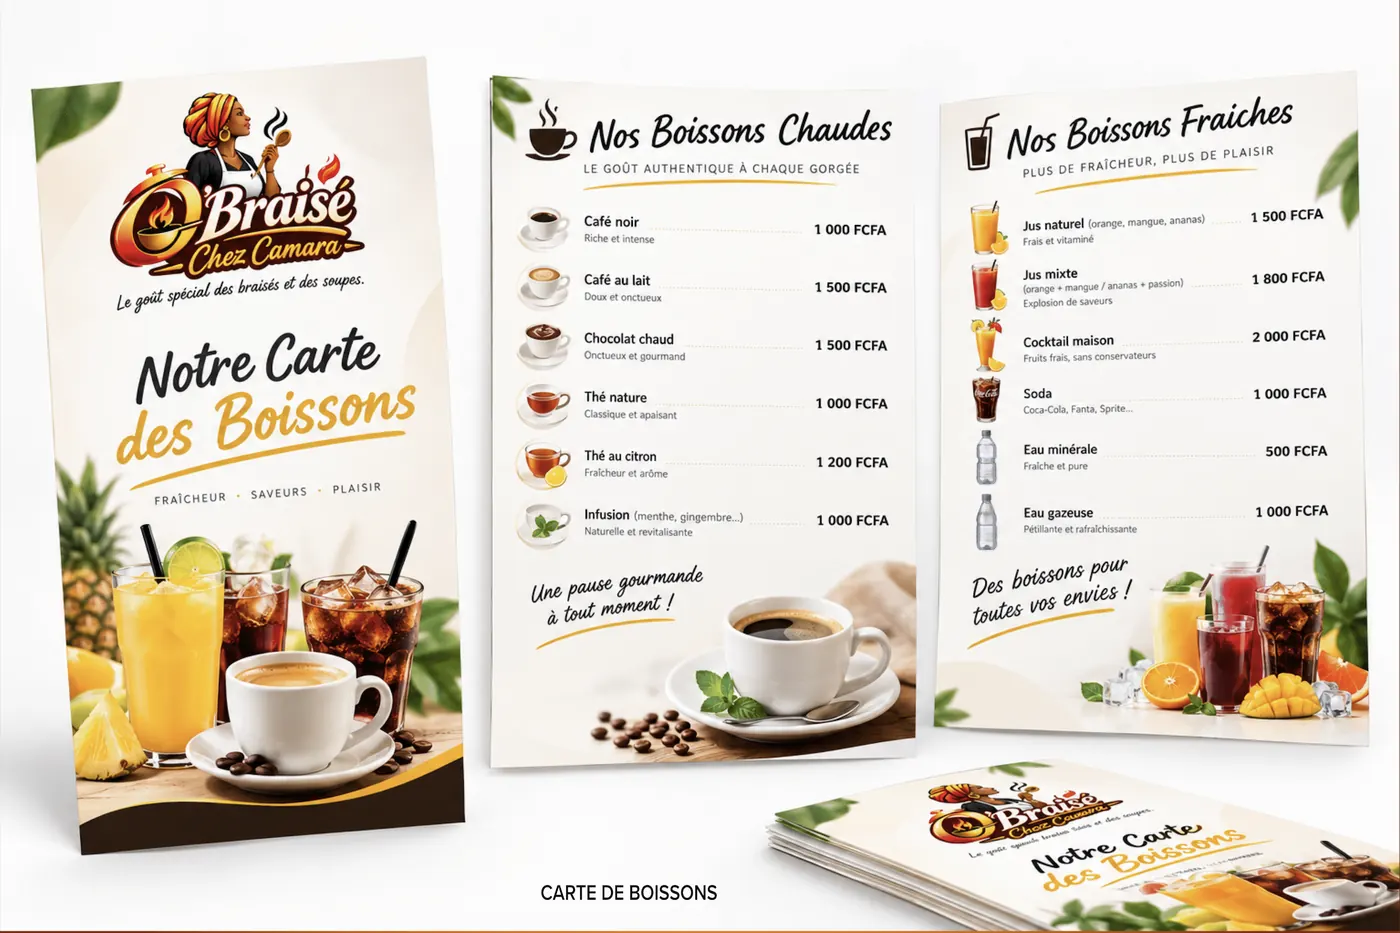 O'Braisé
Chez Camara
Le goût spécial des braisés et des soupes.
Notre Carte
des Boissons
FRAÎCHEUR • SAVEURS • PLAISIR
Nos Boissons Chaudes
LE GOÛT AUTHENTIQUE À CHAQUE GORGÉE
Café noir 1 000 FCFA
Riche et intense
Café au lait 1 500 FCFA
Doux et onctueux
Chocolat chaud 1 500 FCFA
Onctueux et gourmand
Thé nature 1 000 FCFA
Classique et apaisant
Thé au citron 1 200 FCFA
Fraîcheur et arôme
Infusion (menthe, gingembre...) 1 000 FCFA
Naturelle et revitalisante
Une pause gourmande
à tout moment !
Nos Boissons Fraiches
PLUS DE FRAÎCHEUR, PLUS DE PLAISIR
Jus naturel (orange, mangue, ananas) 1 500 FCFA
Frais et vitaminé
Jus mixte 1 800 FCFA
(orange + mangue / ananas + passion)
Explosion de saveurs
Cocktail maison 2 000 FCFA
Fruits frais, sans conservateurs
Soda 1 000 FCFA
Coca-Cola, Fanta, Sprite...
Eau minérale 500 FCFA
Fraîche et pure
Eau gazeuse 1 000 FCFA
Pétillante et rafraîchissante
Des boissons pour
toutes vos envies !
O'Braisé
Chez Camara
Notre Carte
des Boissons
CARTE DE BOISSONS